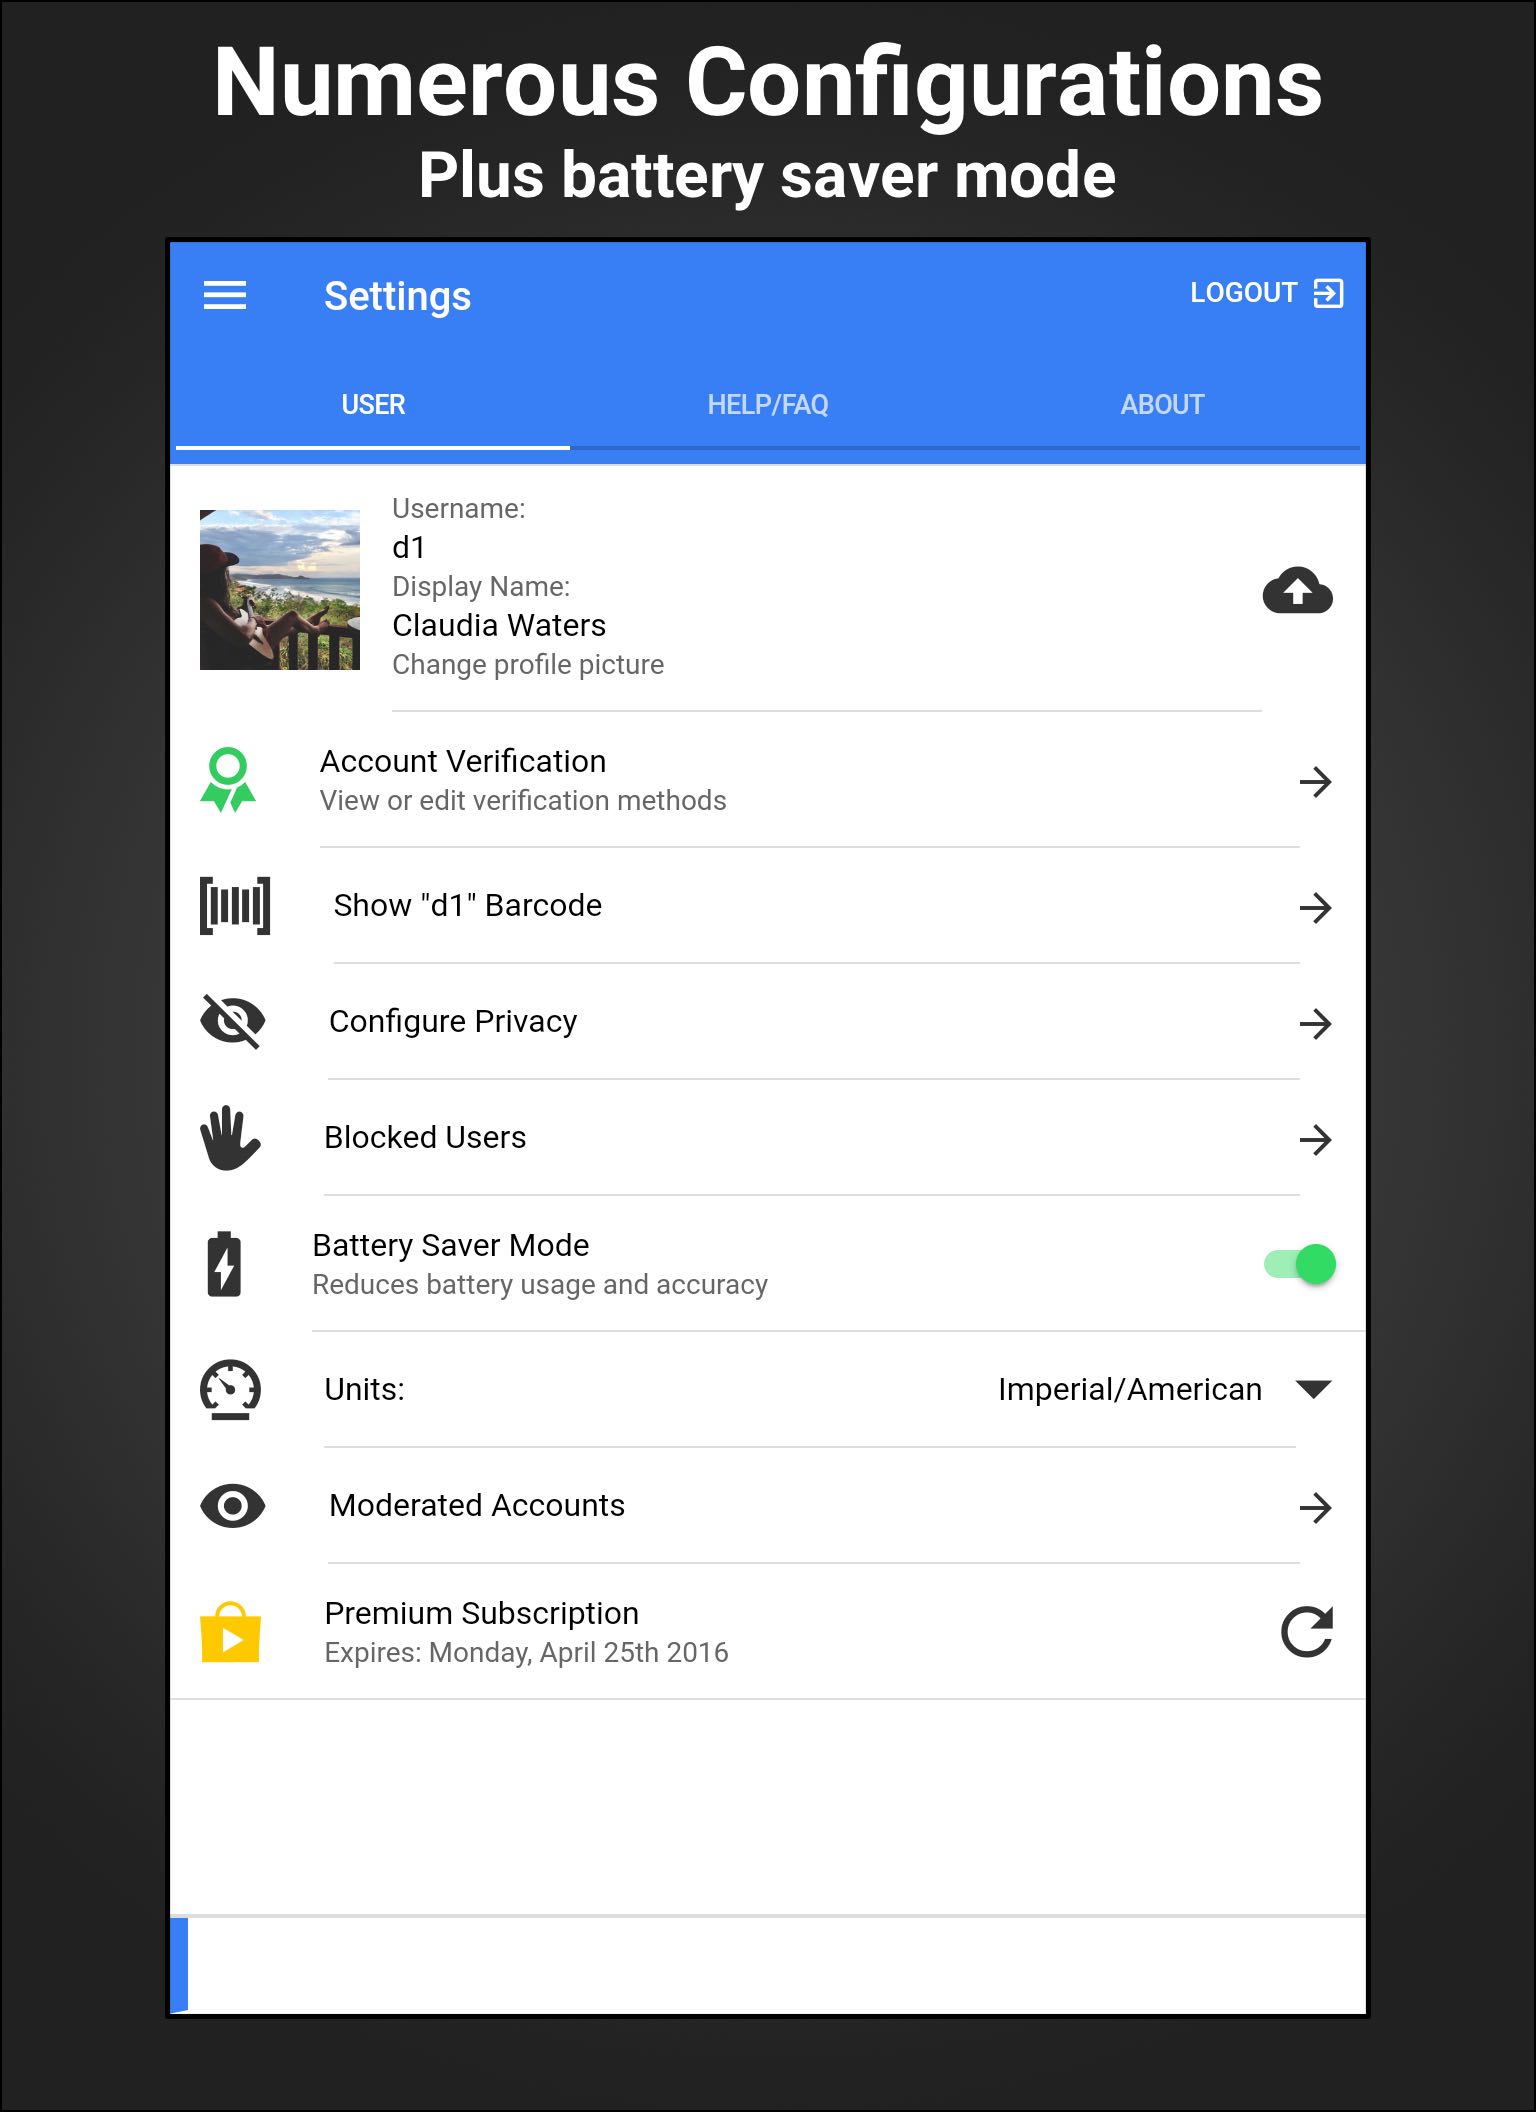 Numerous Configurations
Plus battery saver mode
Settings
LOGOUT
USER
HELP/FAQ
ABOUT
Username:
d1
Display Name:
Claudia Waters
Change profile picture
Account Verification
View or edit verification methods
Show "d1" Barcode
Configure Privacy
Blocked Users
Battery Saver Mode
Reduces battery usage and accuracy
Units:
Imperial/American
Moderated Accounts
Premium Subscription
Expires: Monday, April 25th 2016